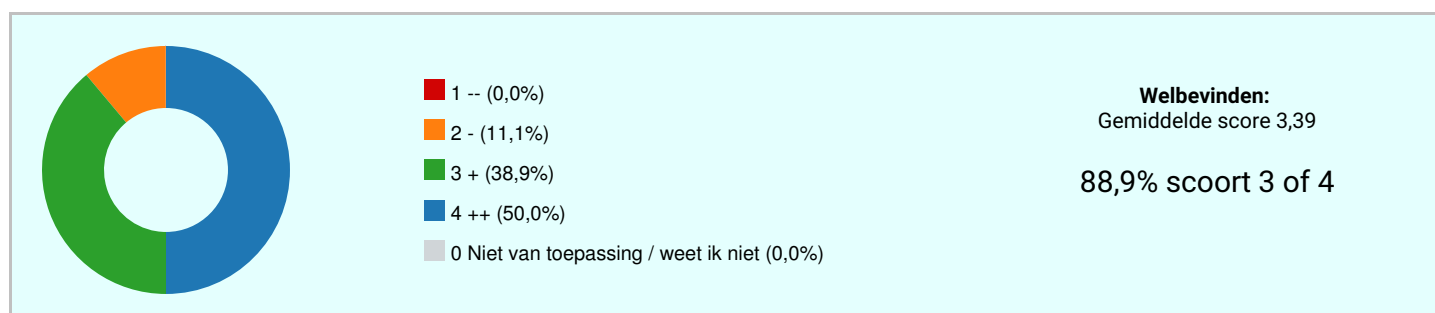 1 -- (0,0%)
2 - (11,1%)
3 + (38,9%)
4 ++ (50,0%)
0 Niet van toepassing / weet ik niet (0,0%)
Welbevinden:
Gemiddelde score 3,39
88,9% scoort 3 of 4